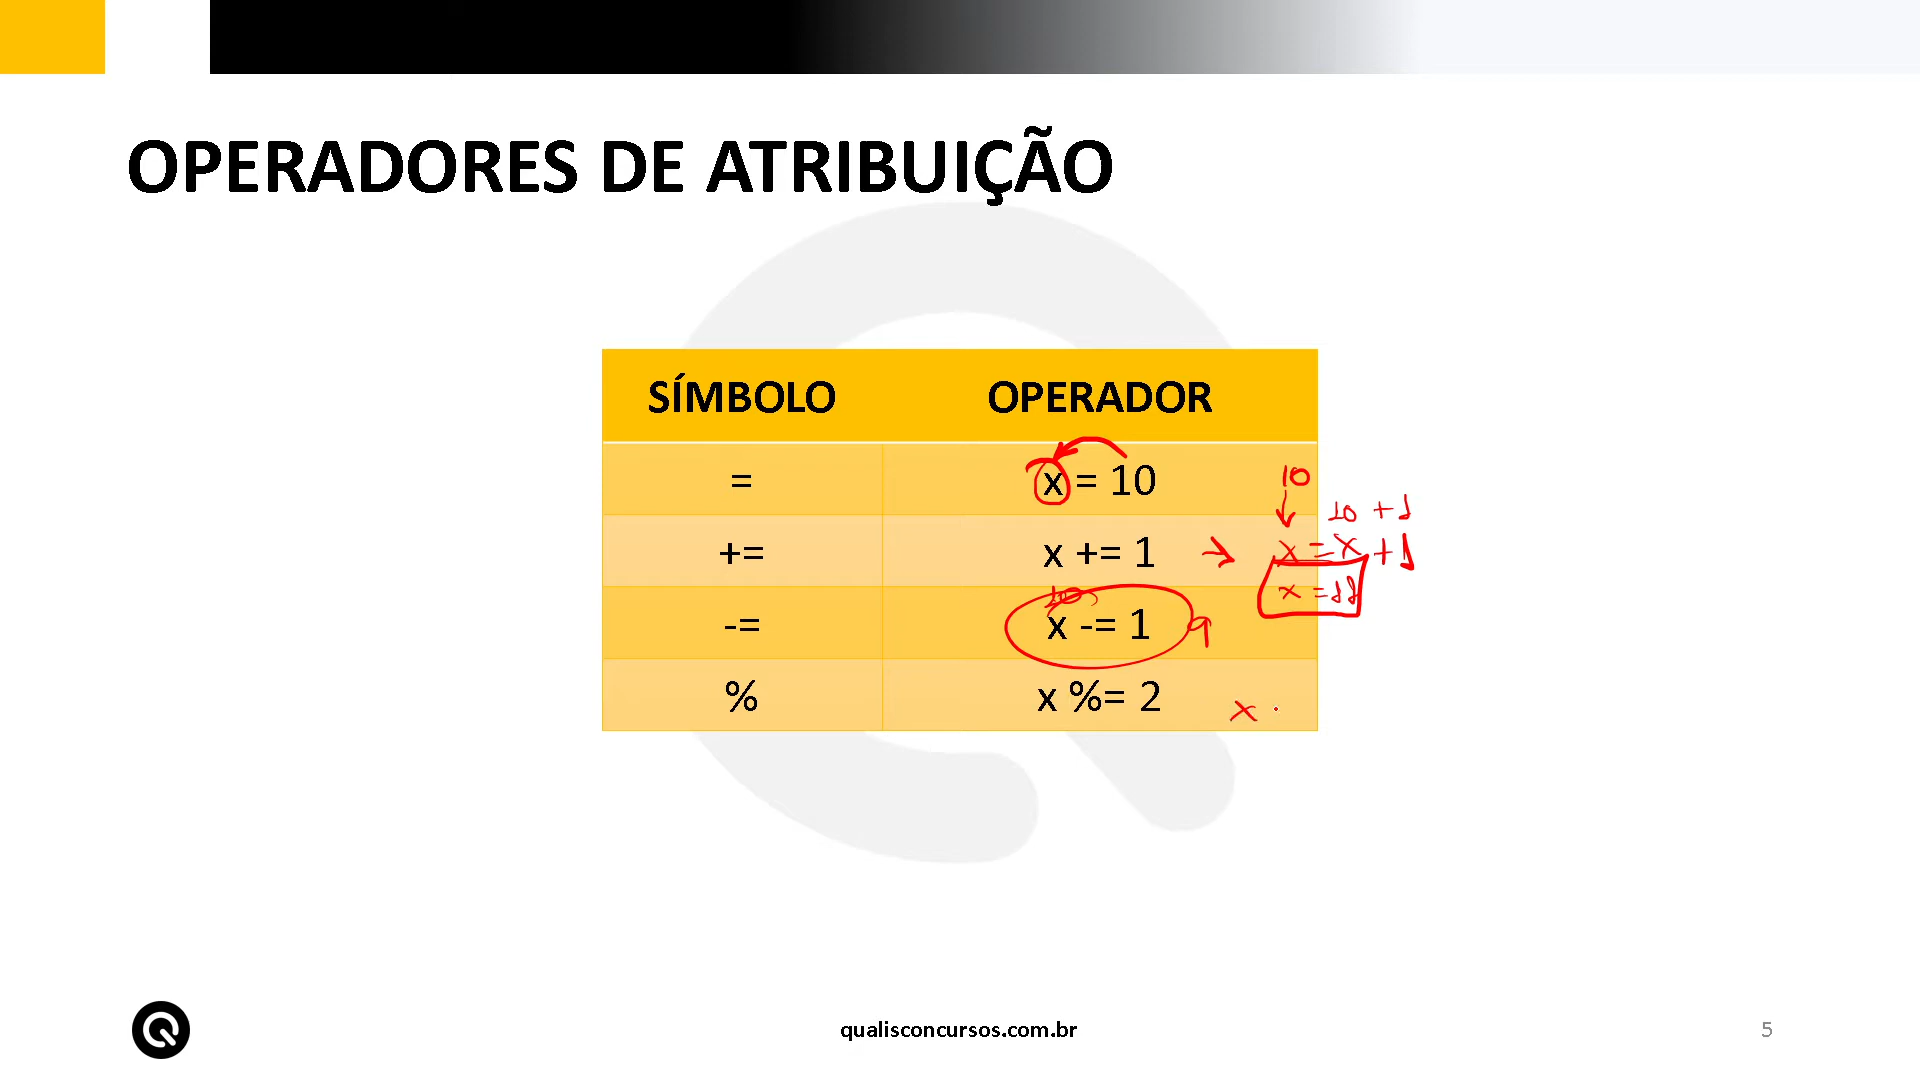 OPERADORES DE ATRIBUIÇÃO
SÍMBOLO OPERADOR
= x = 10 10
10 + 1
+= x += 1 → x = x + 1
x = 11
10
-= x -= 1 9
% x %= 2 x
qualisconcursos.com.br 5